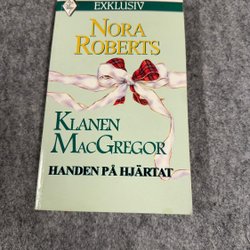 EXKLUSIV
NORA
ROBERTS
KLANEN
MACGREGOR
HANDEN PÅ HJÄRTAT